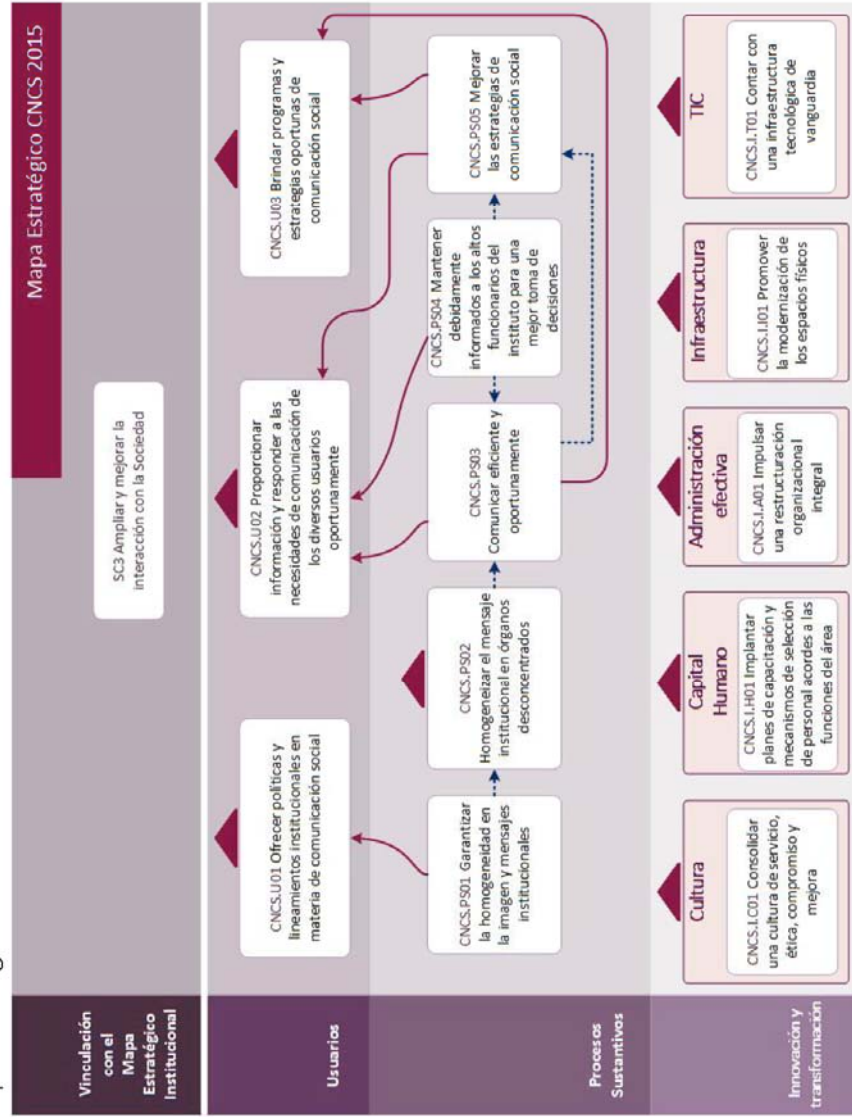 Mapa Estratégico CNCS 2015
Vinculación
con el
Mapa
Estratégico
Institucional
SC3 Ampliar y mejorar la
interacción con la Sociedad
Usuarios
CNCS.U01 Ofrecer políticas y
lineamientos institucionales en
materia de comunicación social
CNCS.U02 Proporcionar
información y responder a las
necesidades de comunicación de
los diversos usuarios
oportunamente
CNCS.U03 Brindar programas y
estrategias oportunas de
comunicación social
Procesos
Sustantivos
CNCS.PS01 Garantizar
la homogeneidad en
la imagen y mensajes
institucionales
CNCS.PS02
Homogeneizar el mensaje
institucional en órganos
desconcentrados
CNCS.PS03
Comunicar eficiente y
oportunamente
CNCS.PS04 Mantener
debidamente
informados a los altos
funcionarios del
instituto para una
mejor toma de
decisiones
CNCS.PS05 Mejorar
las estrategias de
comunicación social
Innovación y
transformación
Cultura
CNCS.I.C01 Consolidar
una cultura de servicio,
ética, compromiso y
mejora
Capital
Humano
CNCS.I.H01 Implantar
planes de capacitación y
mecanismos de selección
de personal acordes a las
funciones del área
Administración
efectiva
CNCS.I.A01 Impulsar
una restructuración
organizacional
integral
Infraestructura
CNCS.I.I01 Promover
la modernización de
los espacios físicos
TIC
CNCS.I.T01 Contar con
una infraestructura
tecnológica de
vanguardia